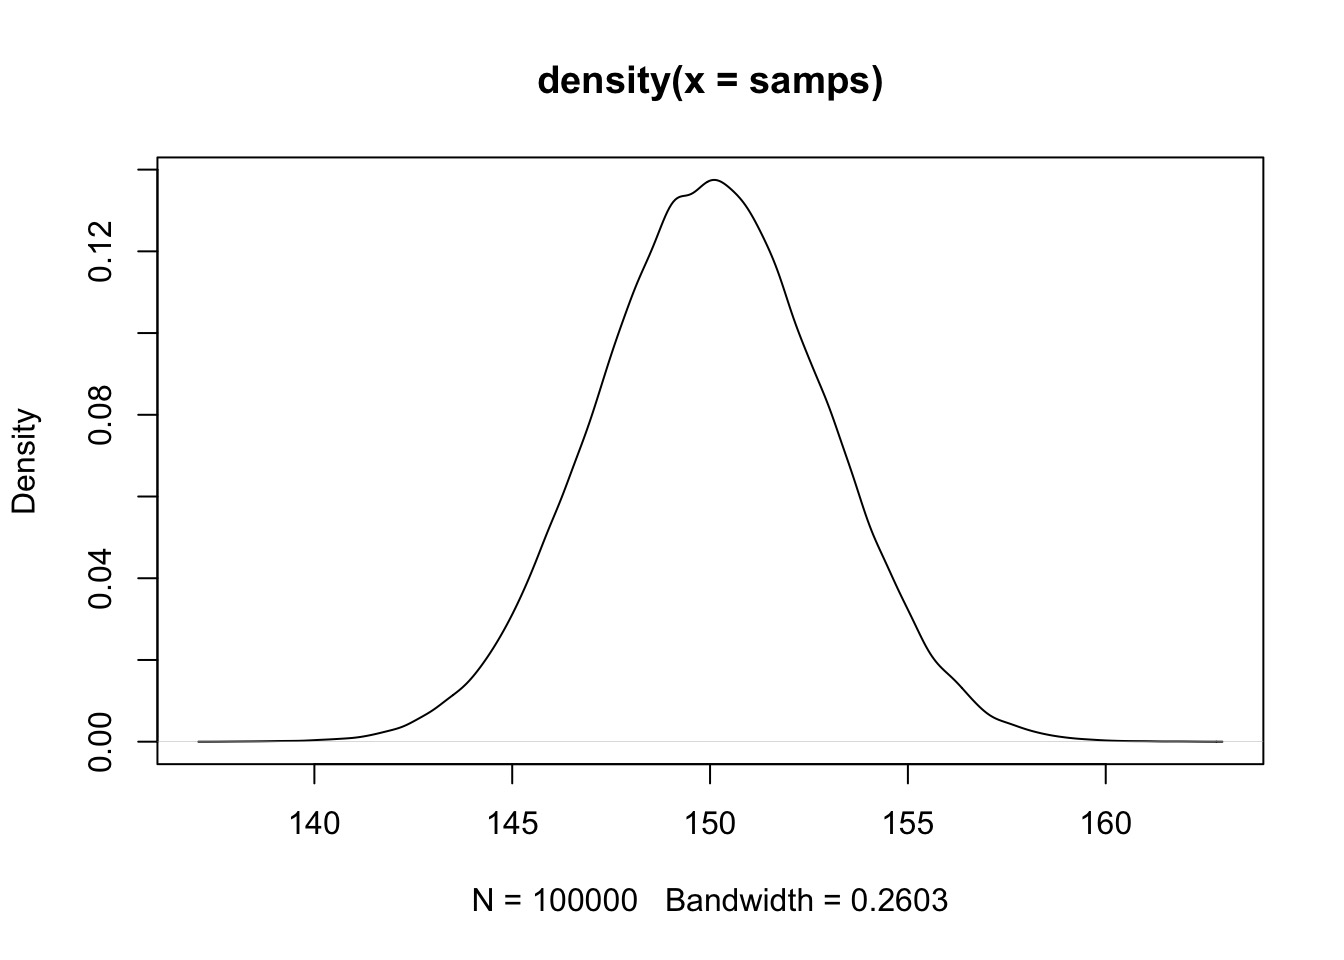 density(x = samps)
Density
0.12
0.08
0.04
0.00
140 145 150 155 160
N = 100000 Bandwidth = 0.2603